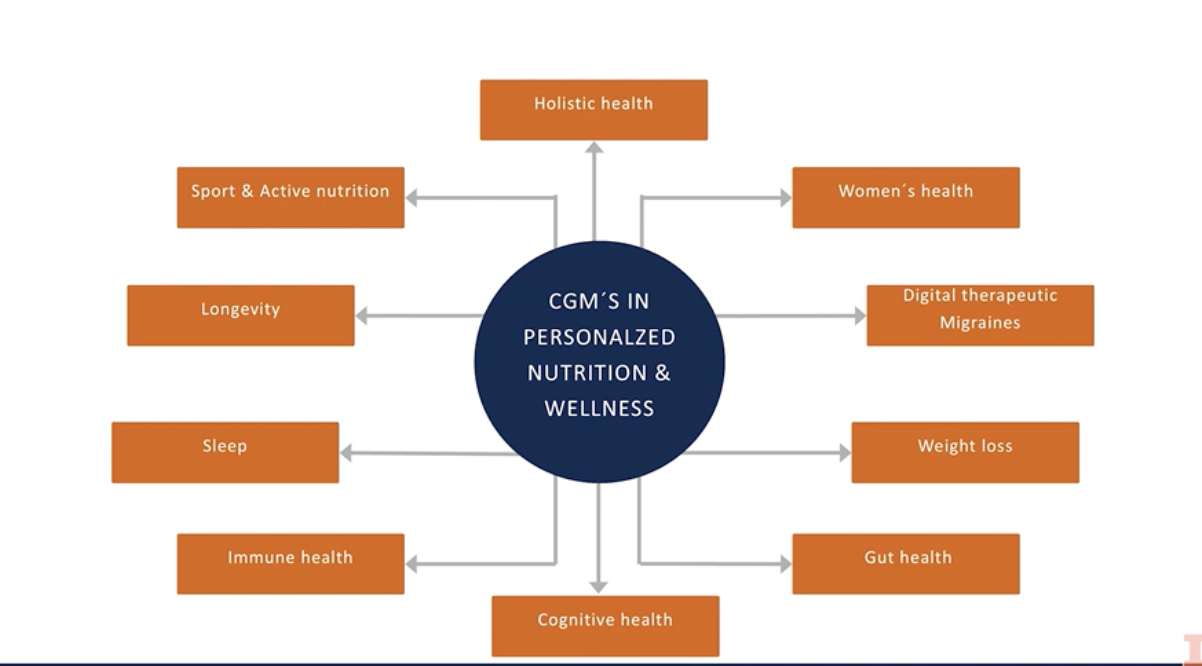 Holistic health
Sport & Active nutrition
Women´s health
CGM´S IN
PERSONALZED
NUTRITION &
WELLNESS
Longevity
Digital therapeutic
Migraines
Sleep
Weight loss
Immune health
Gut health
Cognitive health